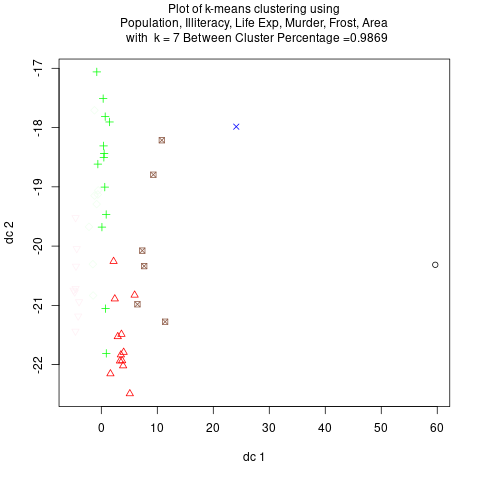 Plot of k-means clustering using
Population, Illiteracy, Life Exp, Murder, Frost, Area
with k = 7 Between Cluster Percentage =0.9869
-17
-18
-19
-20
-21
-22
dc 2
0 10 20 30 40 50 60
dc 1